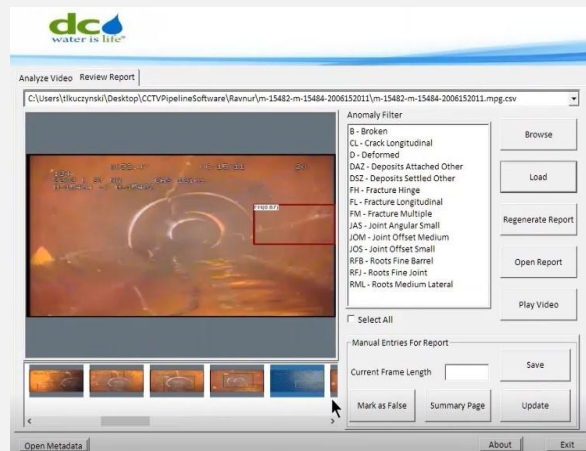 dc
water is life®
Analyze Video
Review Report
C:\Users\tlkuczynski\Desktop\CCTVPipelineSoftware\Ravnur\m-15482-m-15484-2006152011\m-15482-m-15484-2006152011.mpg.csv
Anomaly Filter
B - Broken
CL - Crack Longitudinal
D - Deformed
DAZ - Deposits Attached Other
DSZ - Deposits Settled Other
FH - Fracture Hinge
FL - Fracture Longitudinal
FM - Fracture Multiple
JAS - Joint Angular Small
JOM - Joint Offset Medium
JOS - Joint Offset Small
RFB - Roots Fine Barrel
RFJ - Roots Fine Joint
RML - Roots Medium Lateral
Browse
Load
Regenerate Report
Open Report
Play Video
Select All
Manual Entries For Report
Current Frame Length
Save
Mark as False
Summary Page
Update
Open Metadata
About
Exit